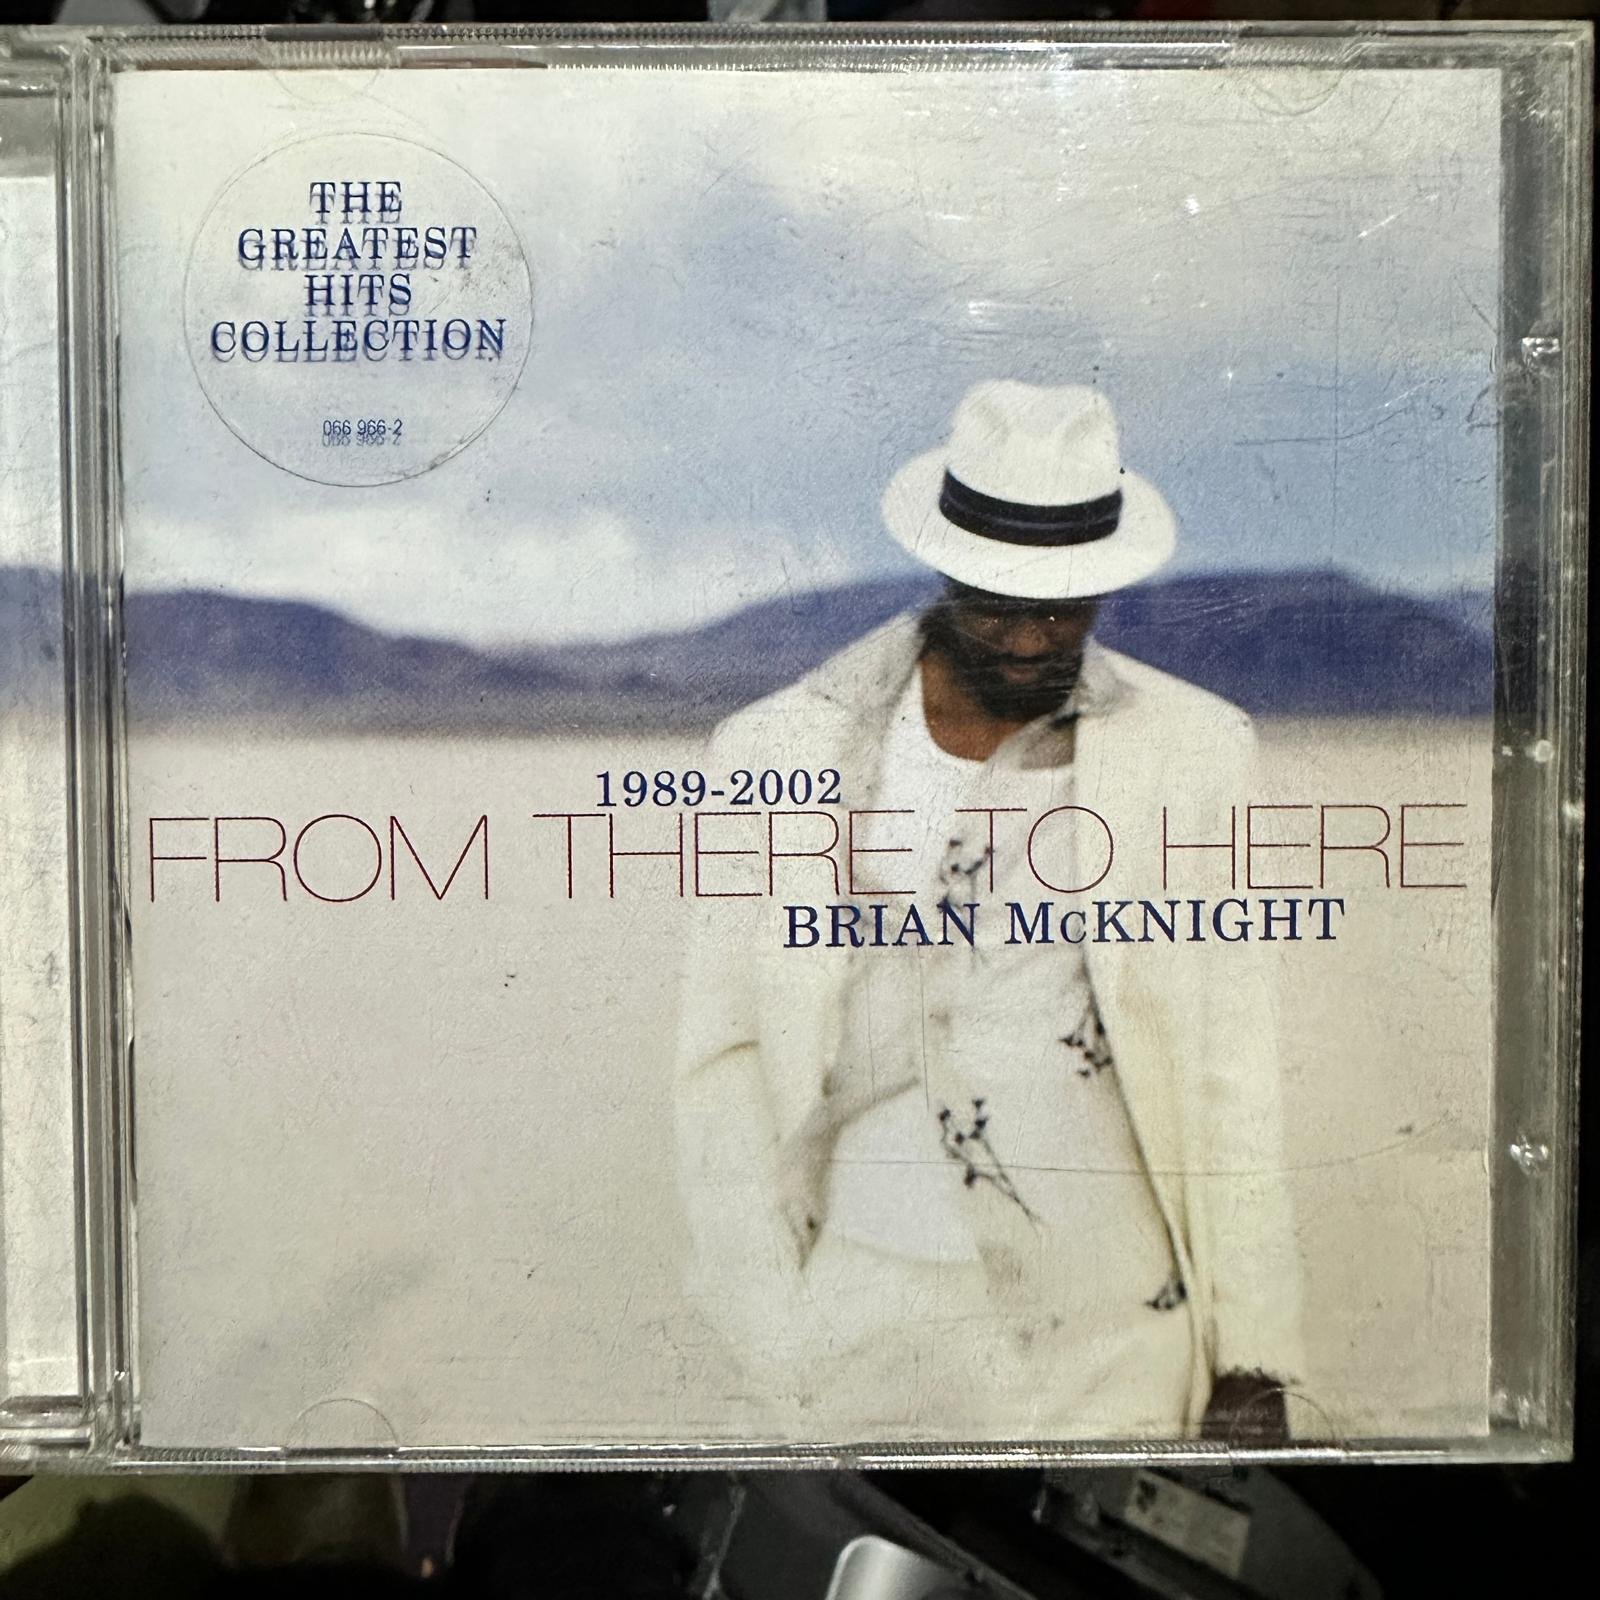 THE
GREATEST
HITS
COLLECTION
066 966-2
1989-2002
FROM THERE TO HERE
BRIAN McKNIGHT